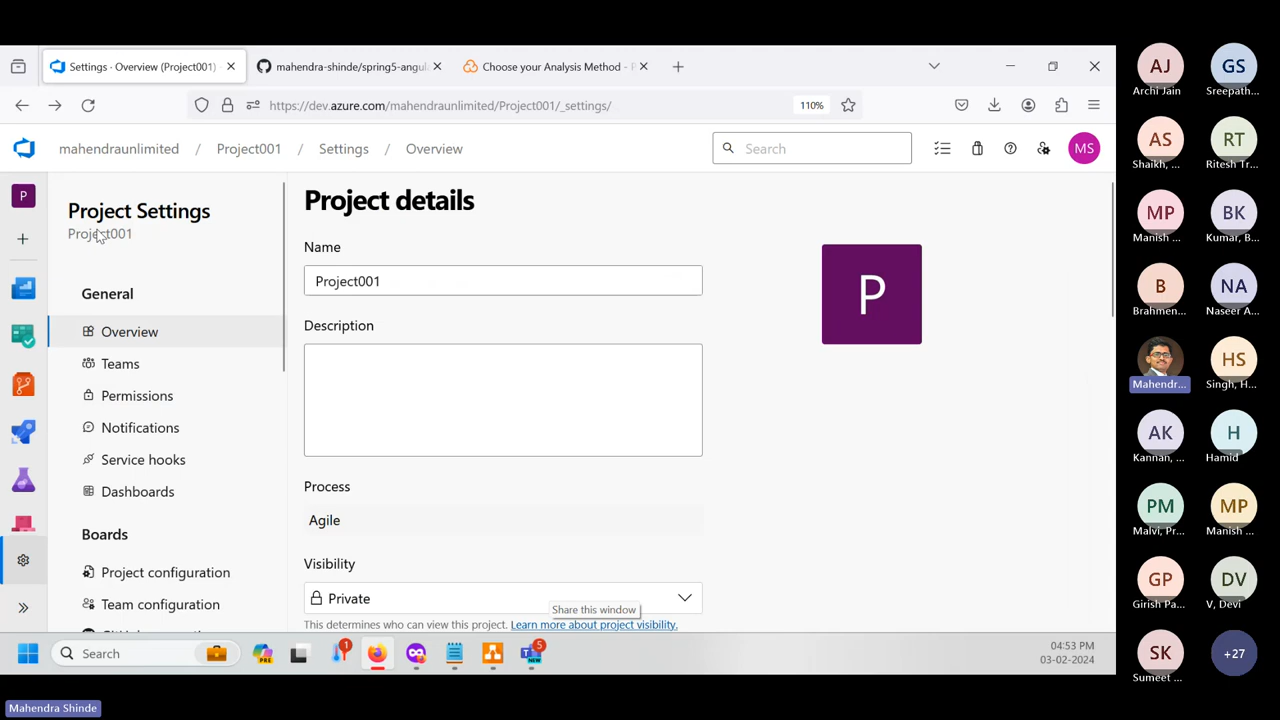 Settings - Overview (Project001)
mahendra-shinde/spring5-angula
Choose your Analysis Method - P
https://dev.azure.com/mahendraunlimited/Project001/_settings/
110%
mahendraunlimited / Project001 / Settings / Overview
Search
MS
P
Project Settings
Project001
General
Overview
Teams
Permissions
Notifications
Service hooks
Dashboards
Boards
Project configuration
Team configuration
Project details
Name
Project001
P
Description
Process
Agile
Visibility
Private
Share this window
This determines who can view this project. Learn more about project visibility.
Search
PRE
1
5
NEW
04:53 PM
03-02-2024
AJ
Archi Jain
GS
Sreepath...
AS
Shaikh, ...
RT
Ritesh Tr...
MP
Manish ...
BK
Kumar, B...
B
Brahmen...
NA
Naseer A...
Mahendr...
HS
Singh, H...
AK
Kannan, ...
H
Hamid
PM
Malvi, Pr...
MP
Manish ...
GP
Girish Pa...
DV
V, Devi
SK
Sumeet ...
+27
Mahendra Shinde